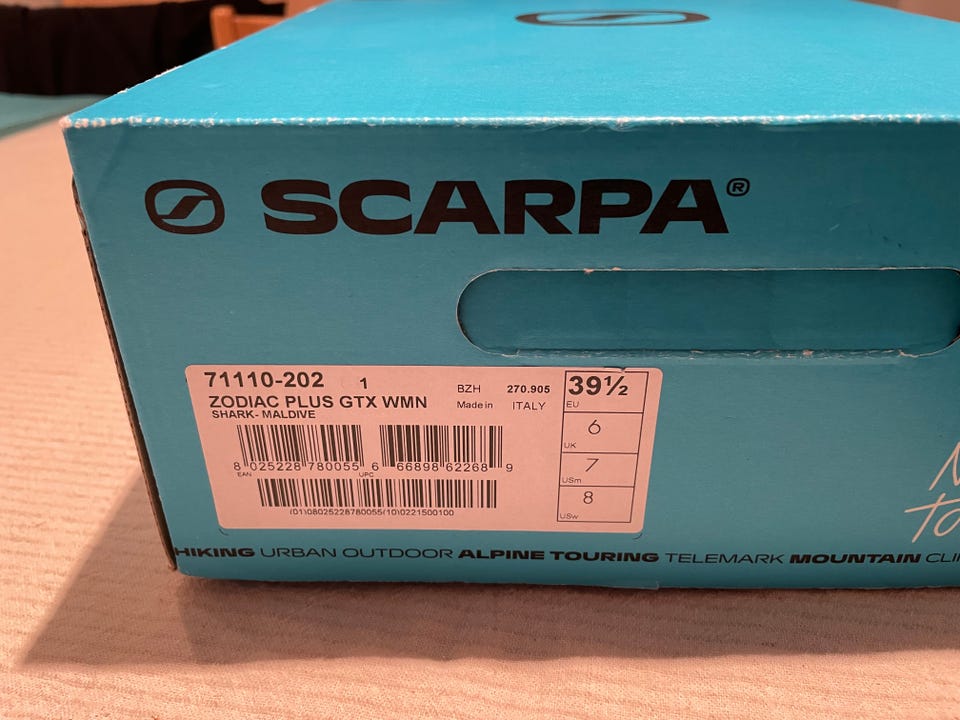 SCARPA®
71110-202 1
ZODIAC PLUS GTX WMN
SHARK- MALDIVE
BZH 270.905
Made in ITALY
39½
EU
6
UK
7
USm
8
USw
8 025228 780055 6 66898 62268 9
EAN UPC
(01)08025228780055(10)0221500100
HIKING URBAN OUTDOOR ALPINE TOURING TELEMARK MOUNTAIN CLI